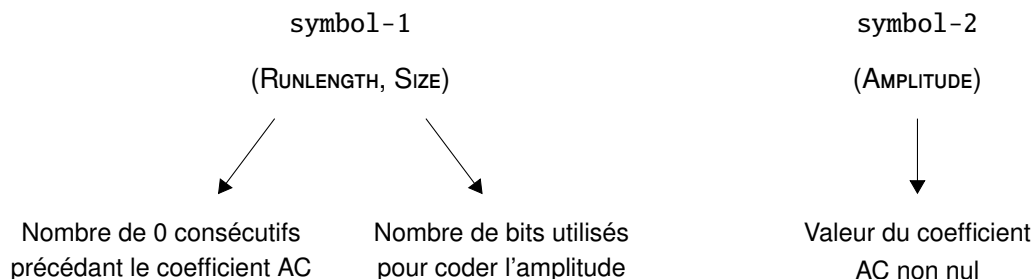 symbol-1
symbol-2
(RUNLENGTH, SIZE)
(AMPLITUDE)
Nombre de 0 consécutifs
précédant le coefficient AC
Nombre de bits utilisés
pour coder l'amplitude
Valeur du coefficient
AC non nul